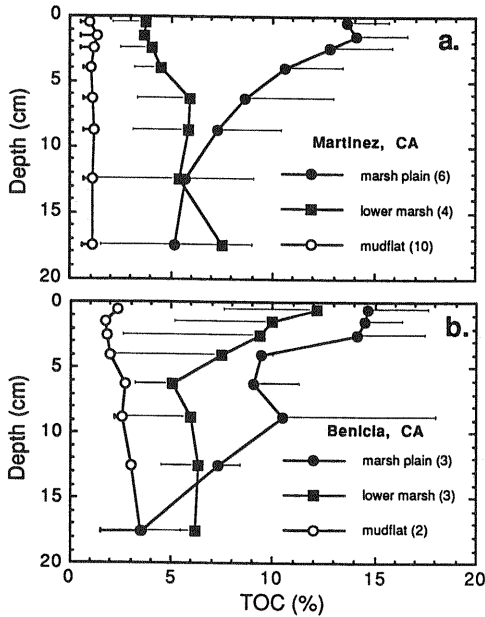 0
5
10
15
20
Depth (cm)
a.
Martinez, CA
marsh plain (6)
lower marsh (4)
mudflat (10)
0
5
10
15
20
Depth (cm)
b.
Benicia, CA
marsh plain (3)
lower marsh (3)
mudflat (2)
0 5 10 15 20
TOC (%)